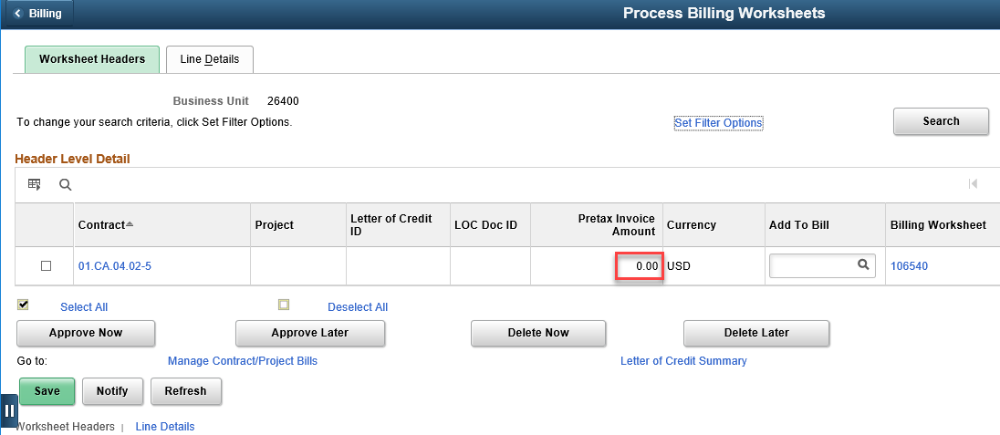 Billing
Process Billing Worksheets
Worksheet Headers
Line Details
Business Unit 26400
To change your search criteria, click Set Filter Options.
Set Filter Options
Search
Header Level Detail
Contract
Project
Letter of Credit
ID
LOC Doc ID
Pretax Invoice
Amount
Currency
Add To Bill
Billing Worksheet
01.CA.04.02-5
0.00
USD
106540
Select All
Deselect All
Approve Now
Approve Later
Delete Now
Delete Later
Go to:
Manage Contract/Project Bills
Letter of Credit Summary
Save
Notify
Refresh
Worksheet Headers | Line Details